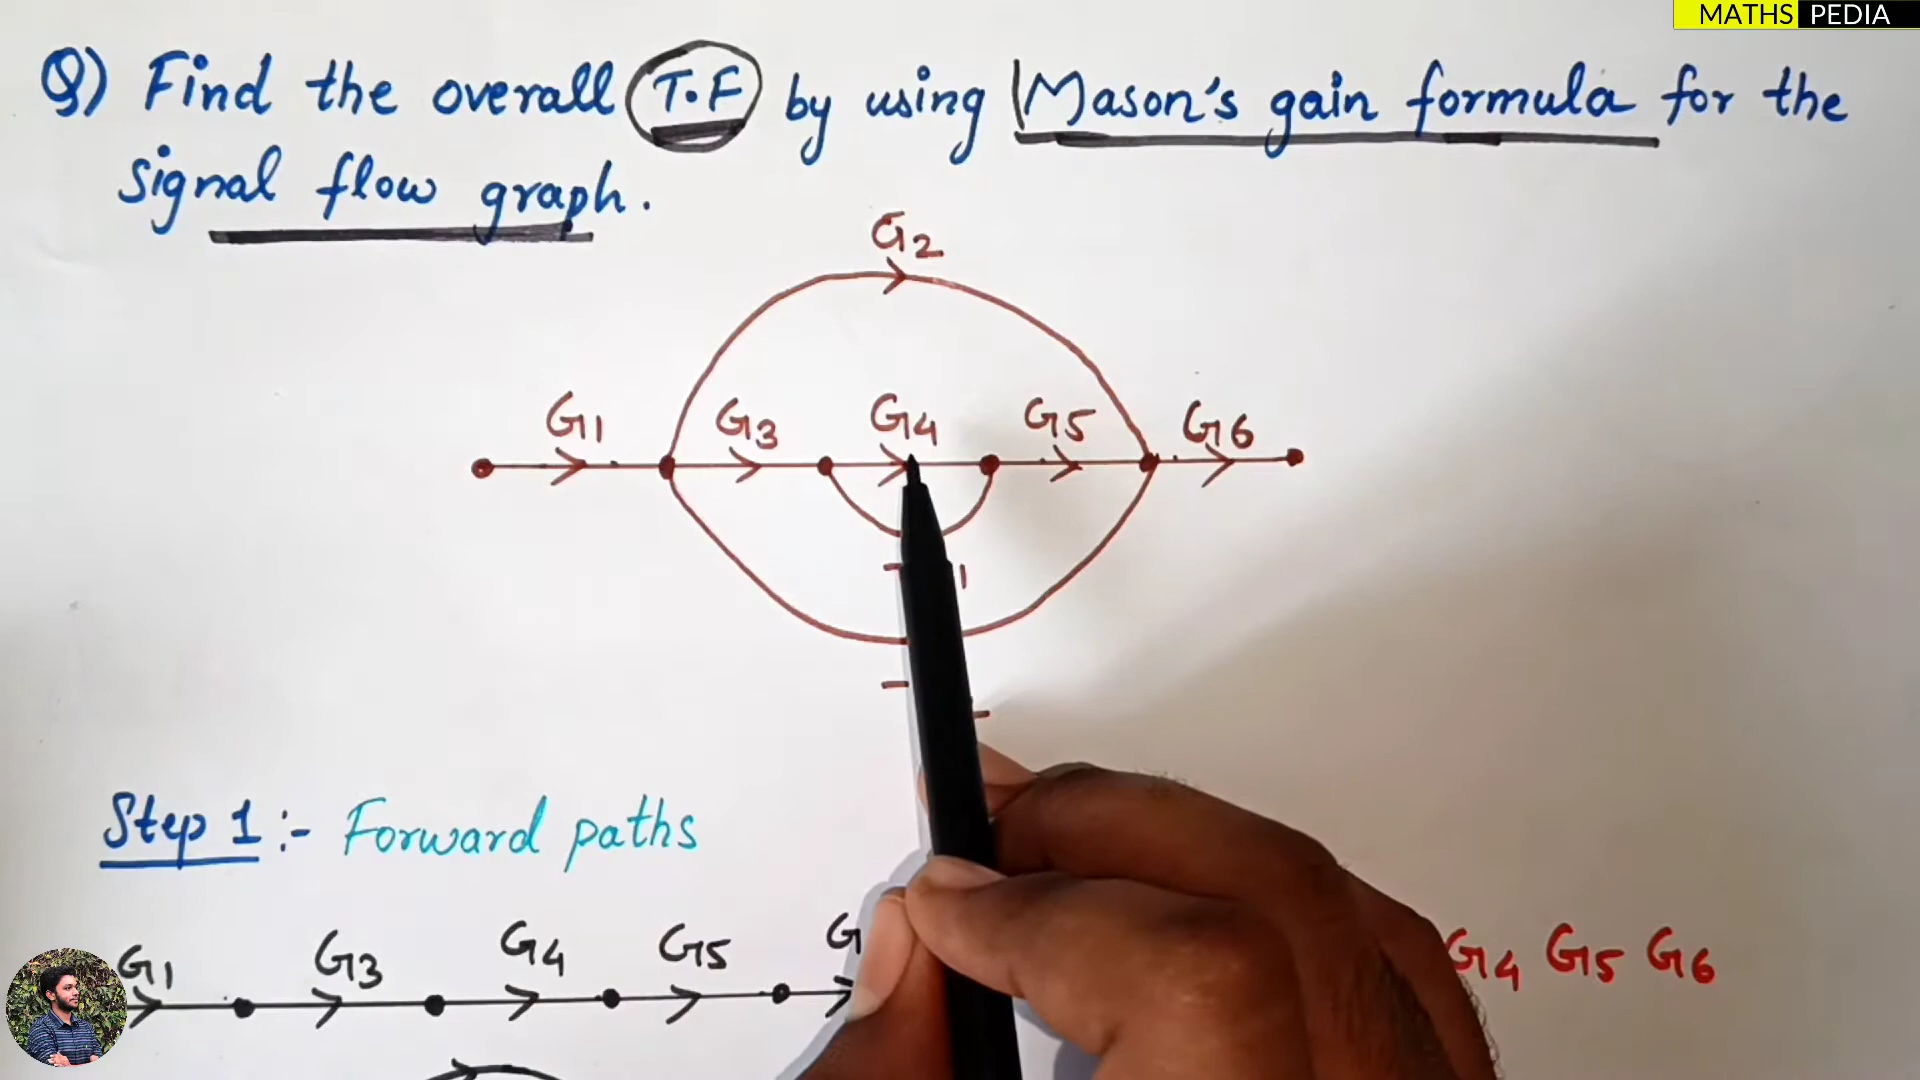 MATHS PEDIA
Q) Find the overall T.F by using Mason's gain formula for the
signal flow graph.
G2
G1 G3 G4 G5 G6
Step 1 :- Forward paths
G1 G3 G4 G5 G
G4 G5 G6